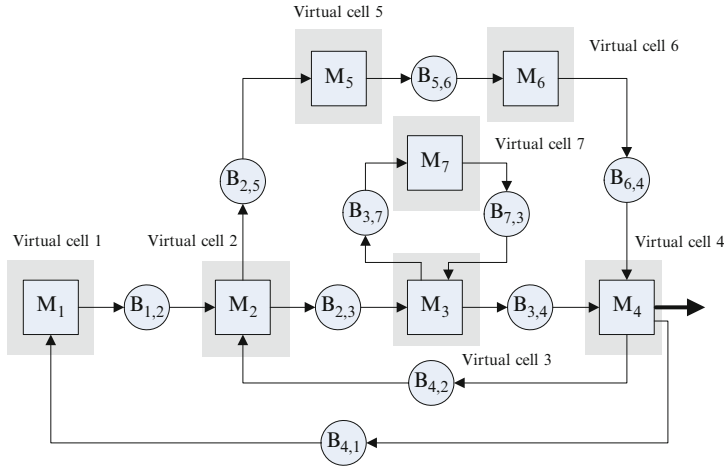 Virtual cell 5
Virtual cell 6
M5
B5,6
M6
Virtual cell 7
M7
B2,5
B3,7
B7,3
B6,4
Virtual cell 1
Virtual cell 2
Virtual cell 4
M1
B1,2
M2
B2,3
M3
B3,4
M4
Virtual cell 3
B4,2
B4,1